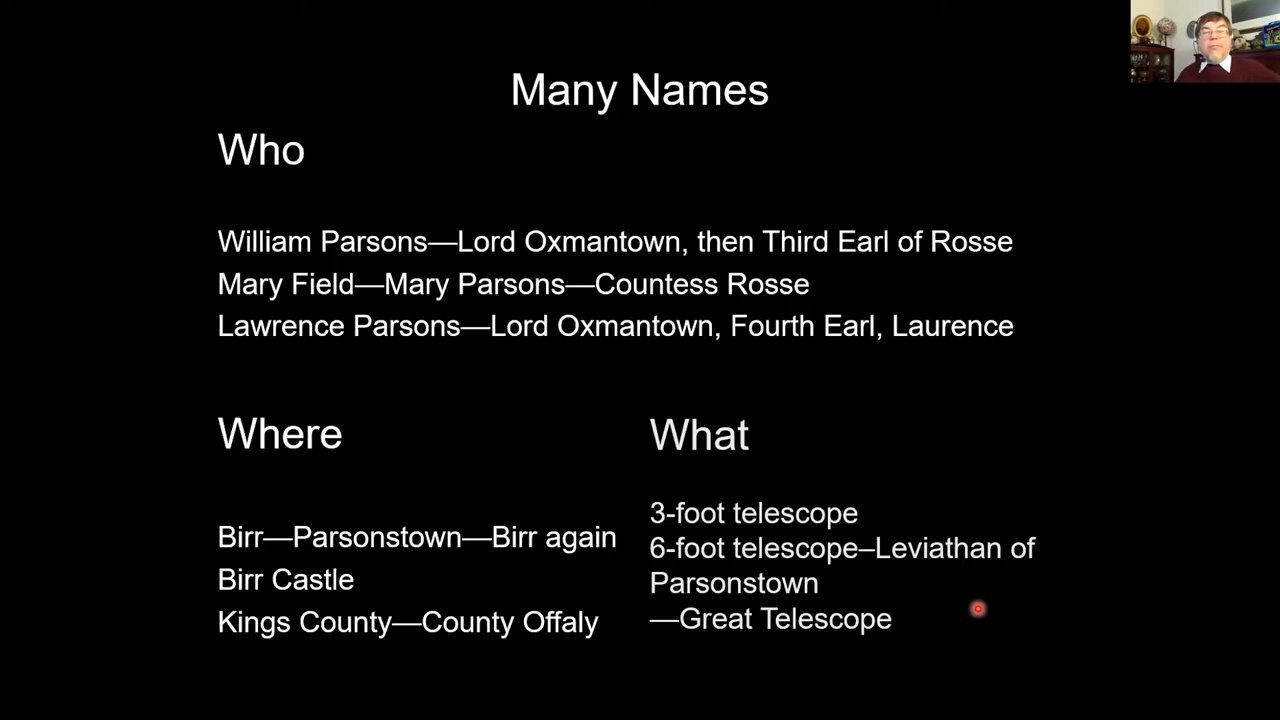 Many Names
Who
William Parsons—Lord Oxmantown, then Third Earl of Rosse
Mary Field—Mary Parsons—Countess Rosse
Lawrence Parsons—Lord Oxmantown, Fourth Earl, Laurence
Where
Birr—Parsonstown—Birr again
Birr Castle
Kings County—County Offaly
What
3-foot telescope
6-foot telescope–Leviathan of
Parsonstown
—Great Telescope